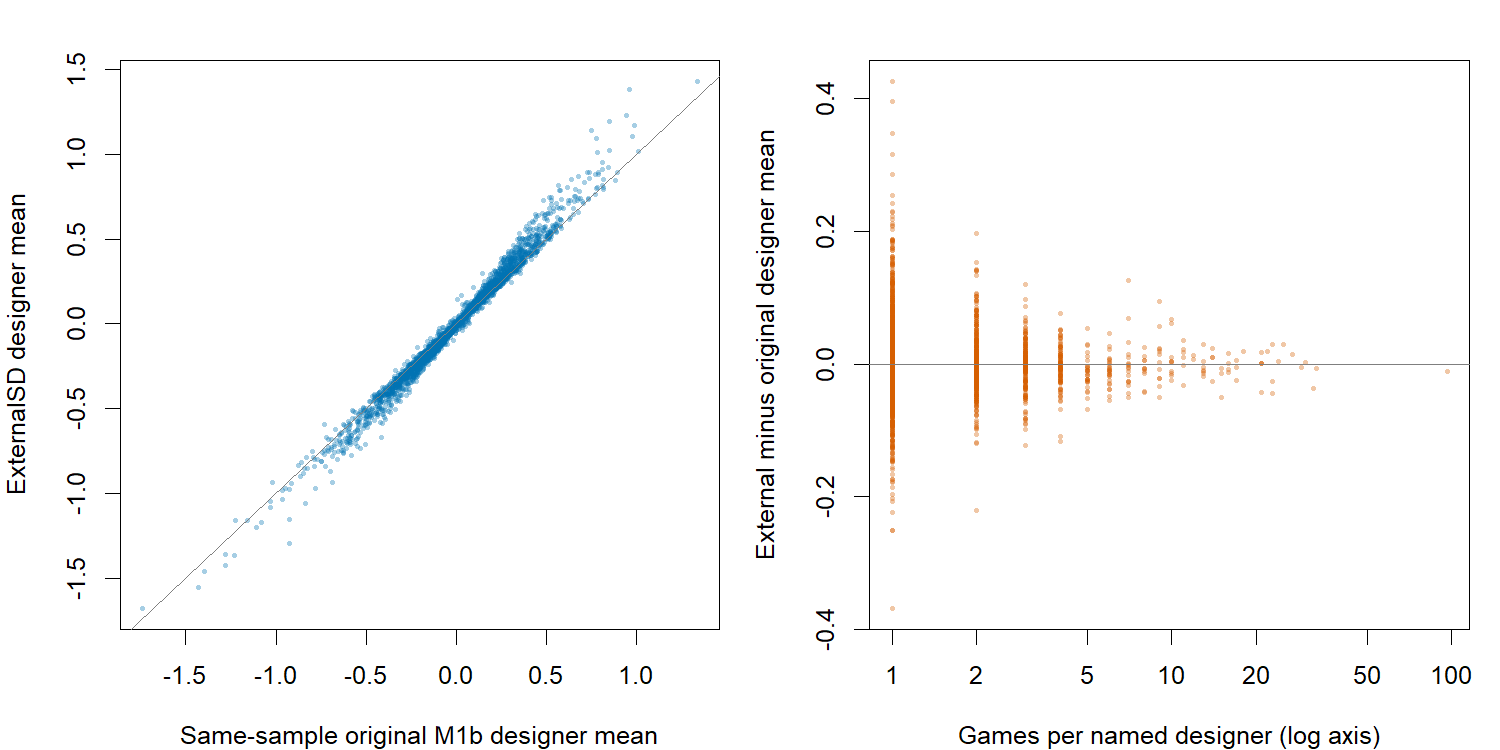 ExternalSD designer mean
1.5
1.0
0.5
0.0
-0.5
-1.0
-1.5
-1.5 -1.0 -0.5 0.0 0.5 1.0
Same-sample original M1b designer mean
External minus original designer mean
0.4
0.2
0.0
-0.2
-0.4
1 2 5 10 20 50 100
Games per named designer (log axis)